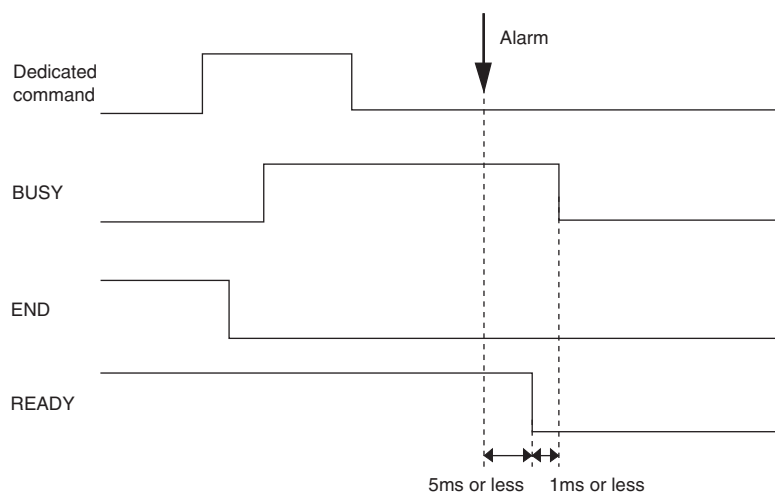 Alarm
Dedicated
command
BUSY
END
READY
5ms or less
1ms or less